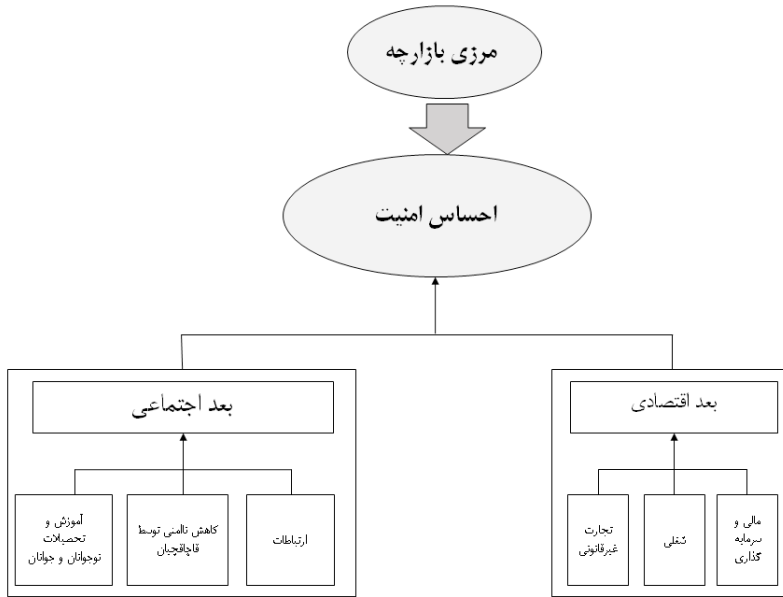 مرزی بازارچه
احساس امنیت
بعد اقتصادی
مالی و
سرمایه
گذاری
شغلی
تجارت
غیرقانونی
بعد اجتماعی
ارتباطات
کاهش ناامنی توسط
قاچاقچیان
آموزش و
تحصیلات
نوجوانان و جوانان